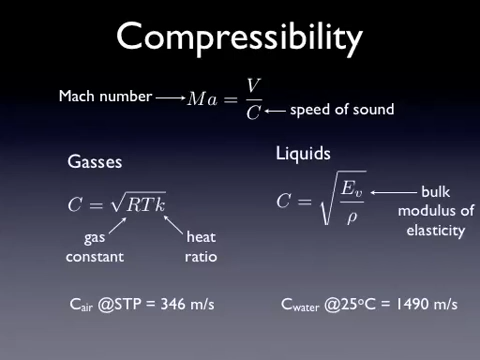 Compressibility
Mach number
Ma = V/C
speed of sound
Gasses
Liquids
C = √RTk
C = √(E_v/ρ)
bulk
modulus of
elasticity
gas
constant
heat
ratio
C_air @STP = 346 m/s
C_water @25°C = 1490 m/s